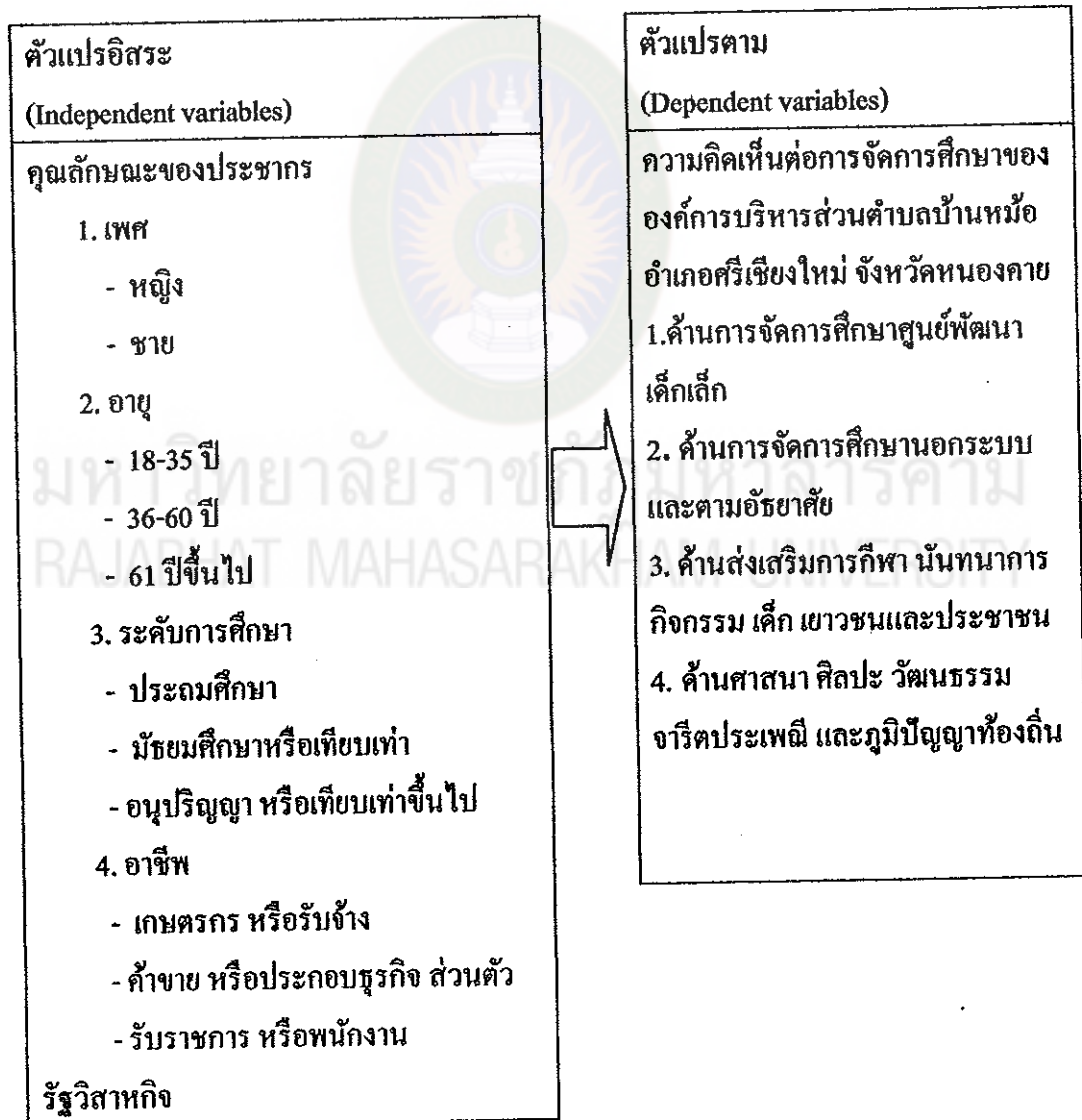 ตัวแปรอิสระ
(Independent variables)
คุณลักษณะของประชากร
1. เพศ
- หญิง
- ชาย
2. อายุ
- 18-35 ปี
- 36-60 ปี
- 61 ปีขึ้นไป
3. ระดับการศึกษา
- ประถมศึกษา
- มัธยมศึกษาหรือเทียบเท่า
- อนุปริญญา หรือเทียบเท่าขึ้นไป
4. อาชีพ
- เกษตรกร หรือรับจ้าง
- ค้าขาย หรือประกอบธุรกิจ ส่วนตัว
- รับราชการ หรือพนักงาน
รัฐวิสาหกิจ
ตัวแปรตาม
(Dependent variables)
ความคิดเห็นต่อการจัดการศึกษาของ
องค์การบริหารส่วนตำบลบ้านหม้อ
อำเภอศรีเชียงใหม่ จังหวัดหนองคาย
1.ด้านการจัดการศึกษาศูนย์พัฒนา
เด็กเล็ก
2. ด้านการจัดการศึกษานอกระบบ
และตามอัธยาศัย
3. ด้านส่งเสริมการกีฬา นันทนาการ
กิจกรรม เด็ก เยาวชนและประชาชน
4. ด้านศาสนา ศิลปะ วัฒนธรรม
จารีตประเพณี และภูมิปัญญาท้องถิ่น
มหาวิทยาลัยราชภัฏมหาสารคาม
RAJABHAT MAHASARAKHAM UNIVERSITY